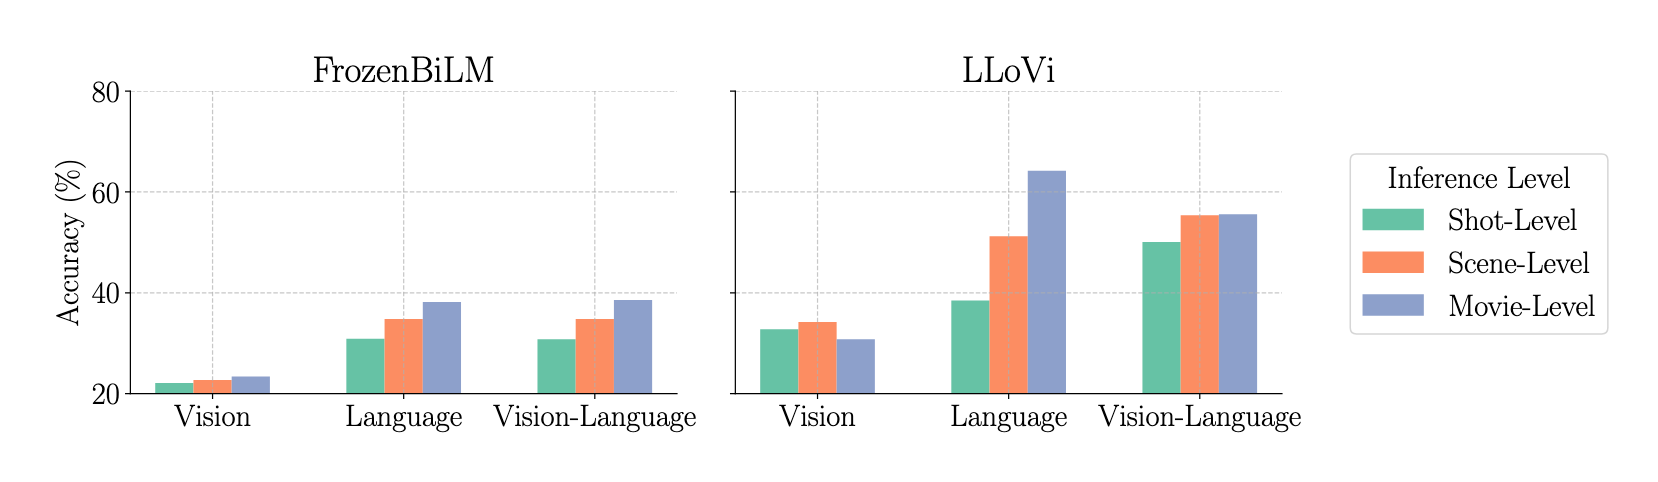 FrozenBiLM
LLoVi
Accuracy (%)
80
60
40
20
Vision
Language
Vision-Language
Vision
Language
Vision-Language
Inference Level
Shot-Level
Scene-Level
Movie-Level